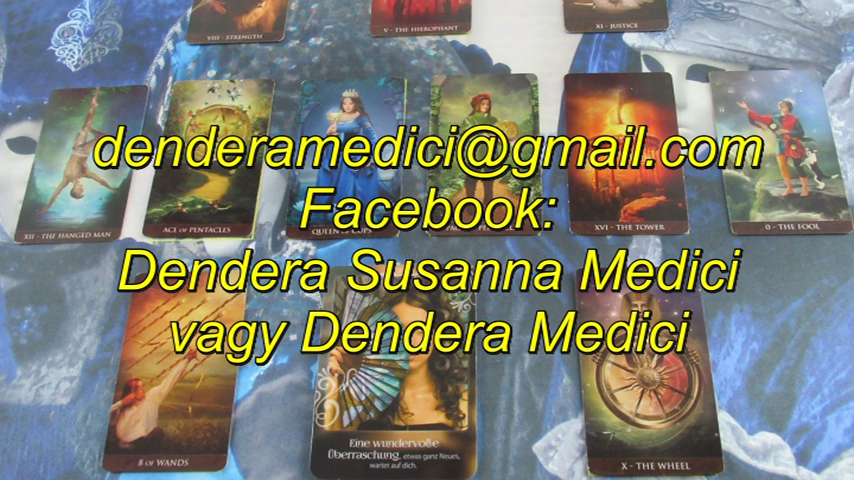 VIII - STRENGTH
V - THE HIEROPHANT
XI - JUSTICE
denderamedici@gmail.com
Facebook:
Dendera Susanna Medici
vagy Dendera Medici
XII - THE HANGED MAN
ACE OF PENTACLES
QUEEN OF CUPS
XVI - THE TOWER
0 - THE FOOL
8 OF WANDS
Eine wundervolle
Überraschung, etwas ganz Neues,
wartet auf dich.
X - THE WHEEL